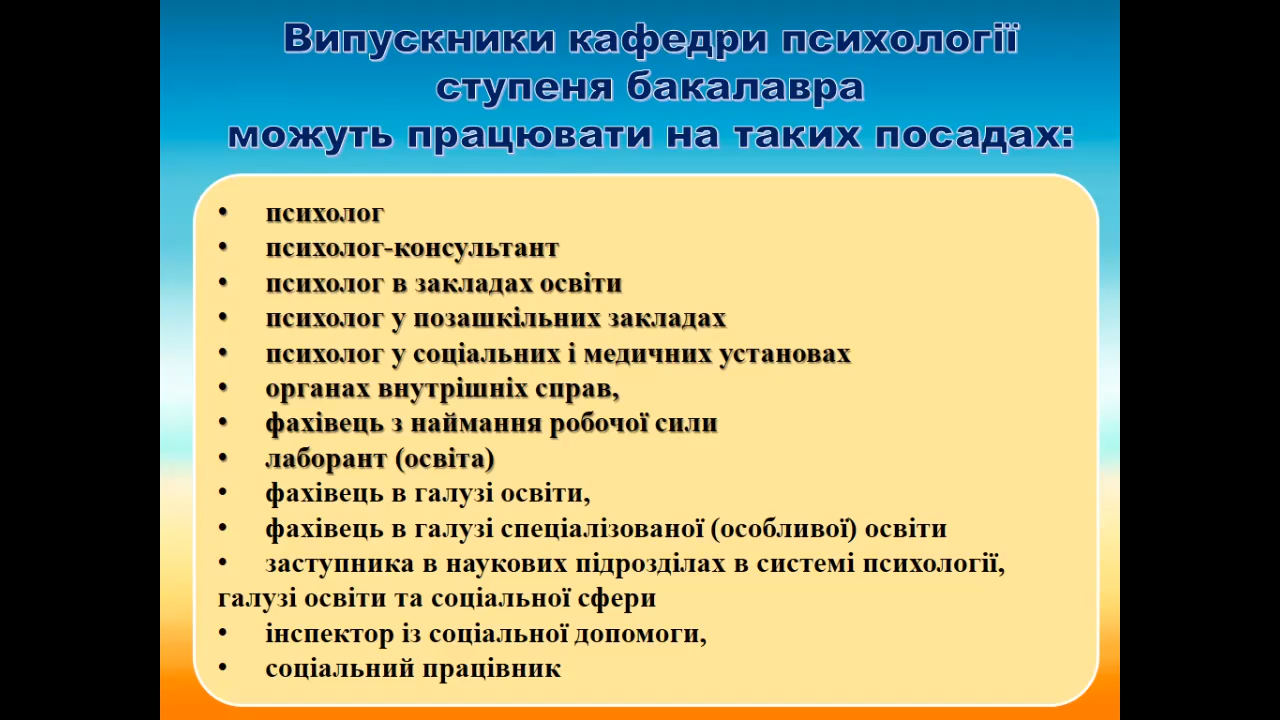 Випускники кафедри психології
ступеня бакалавра
можуть працювати на таких посадах:
• психолог
• психолог-консультант
• психолог в закладах освіти
• психолог у позашкільних закладах
• психолог у соціальних і медичних установах
• органах внутрішніх справ,
• фахівець з наймання робочої сили
• лаборант (освіта)
• фахівець в галузі освіти,
• фахівець в галузі спеціалізованої (особливої) освіти
• заступника в наукових підрозділах в системі психології,
галузі освіти та соціальної сфери
• інспектор із соціальної допомоги,
• соціальний працівник